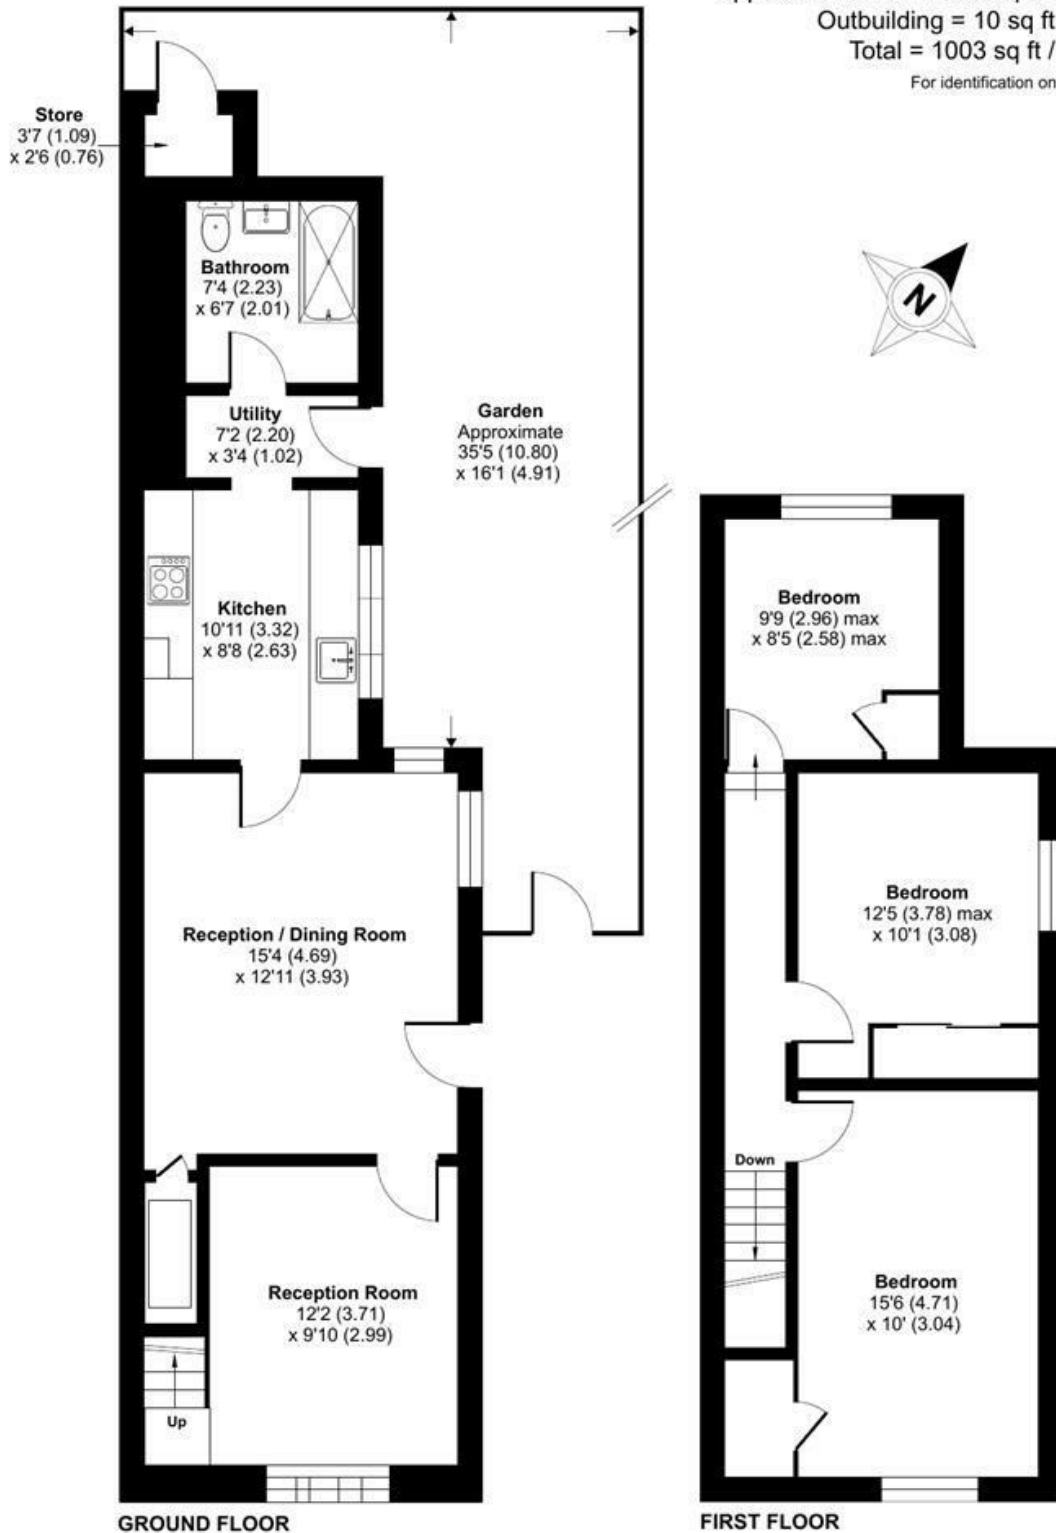 Outbuilding = 10 sq ft
Total = 1003 sq ft /
For identification on
Store
3'7 (1.09)
x 2'6 (0.76)
Bathroom
7'4 (2.23)
x 6'7 (2.01)
Utility
7'2 (2.20)
x 3'4 (1.02)
Garden
Approximate
35'5 (10.80)
x 16'1 (4.91)
N
Kitchen
10'11 (3.32)
x 8'8 (2.63)
Bedroom
9'9 (2.96) max
x 8'5 (2.58) max
Reception / Dining Room
15'4 (4.69)
x 12'11 (3.93)
Bedroom
12'5 (3.78) max
x 10'1 (3.08)
Down
Reception Room
12'2 (3.71)
x 9'10 (2.99)
Bedroom
15'6 (4.71)
x 10' (3.04)
Up
GROUND FLOOR
FIRST FLOOR